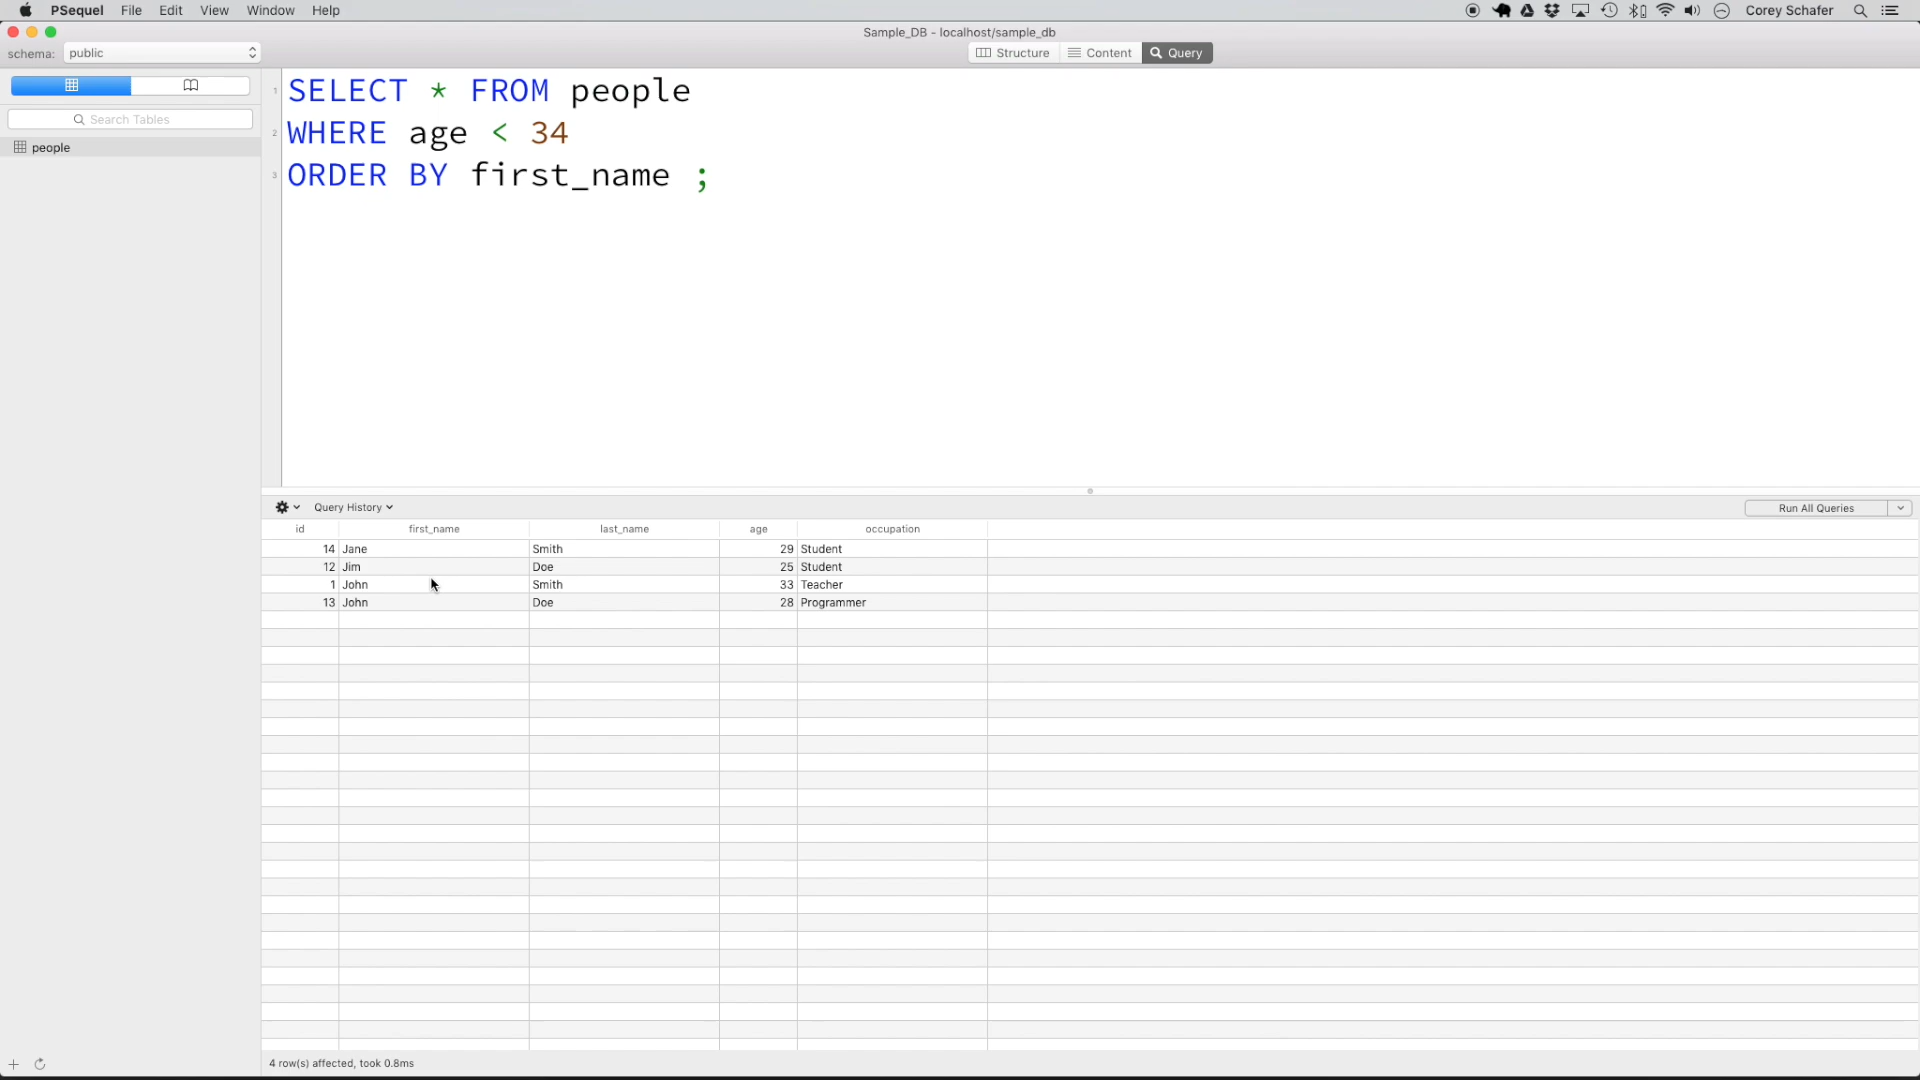 PSequel File Edit View Window Help Corey Schafer
Sample_DB - localhost/sample_db
schema: public Structure Content Query
Search Tables
people
1 SELECT * FROM people
2 WHERE age < 34
3 ORDER BY first_name ;
Query History Run All Queries
id first_name last_name age occupation
14 Jane Smith 29 Student
12 Jim Doe 25 Student
1 John Smith 33 Teacher
13 John Doe 28 Programmer
4 row(s) affected, took 0.8ms